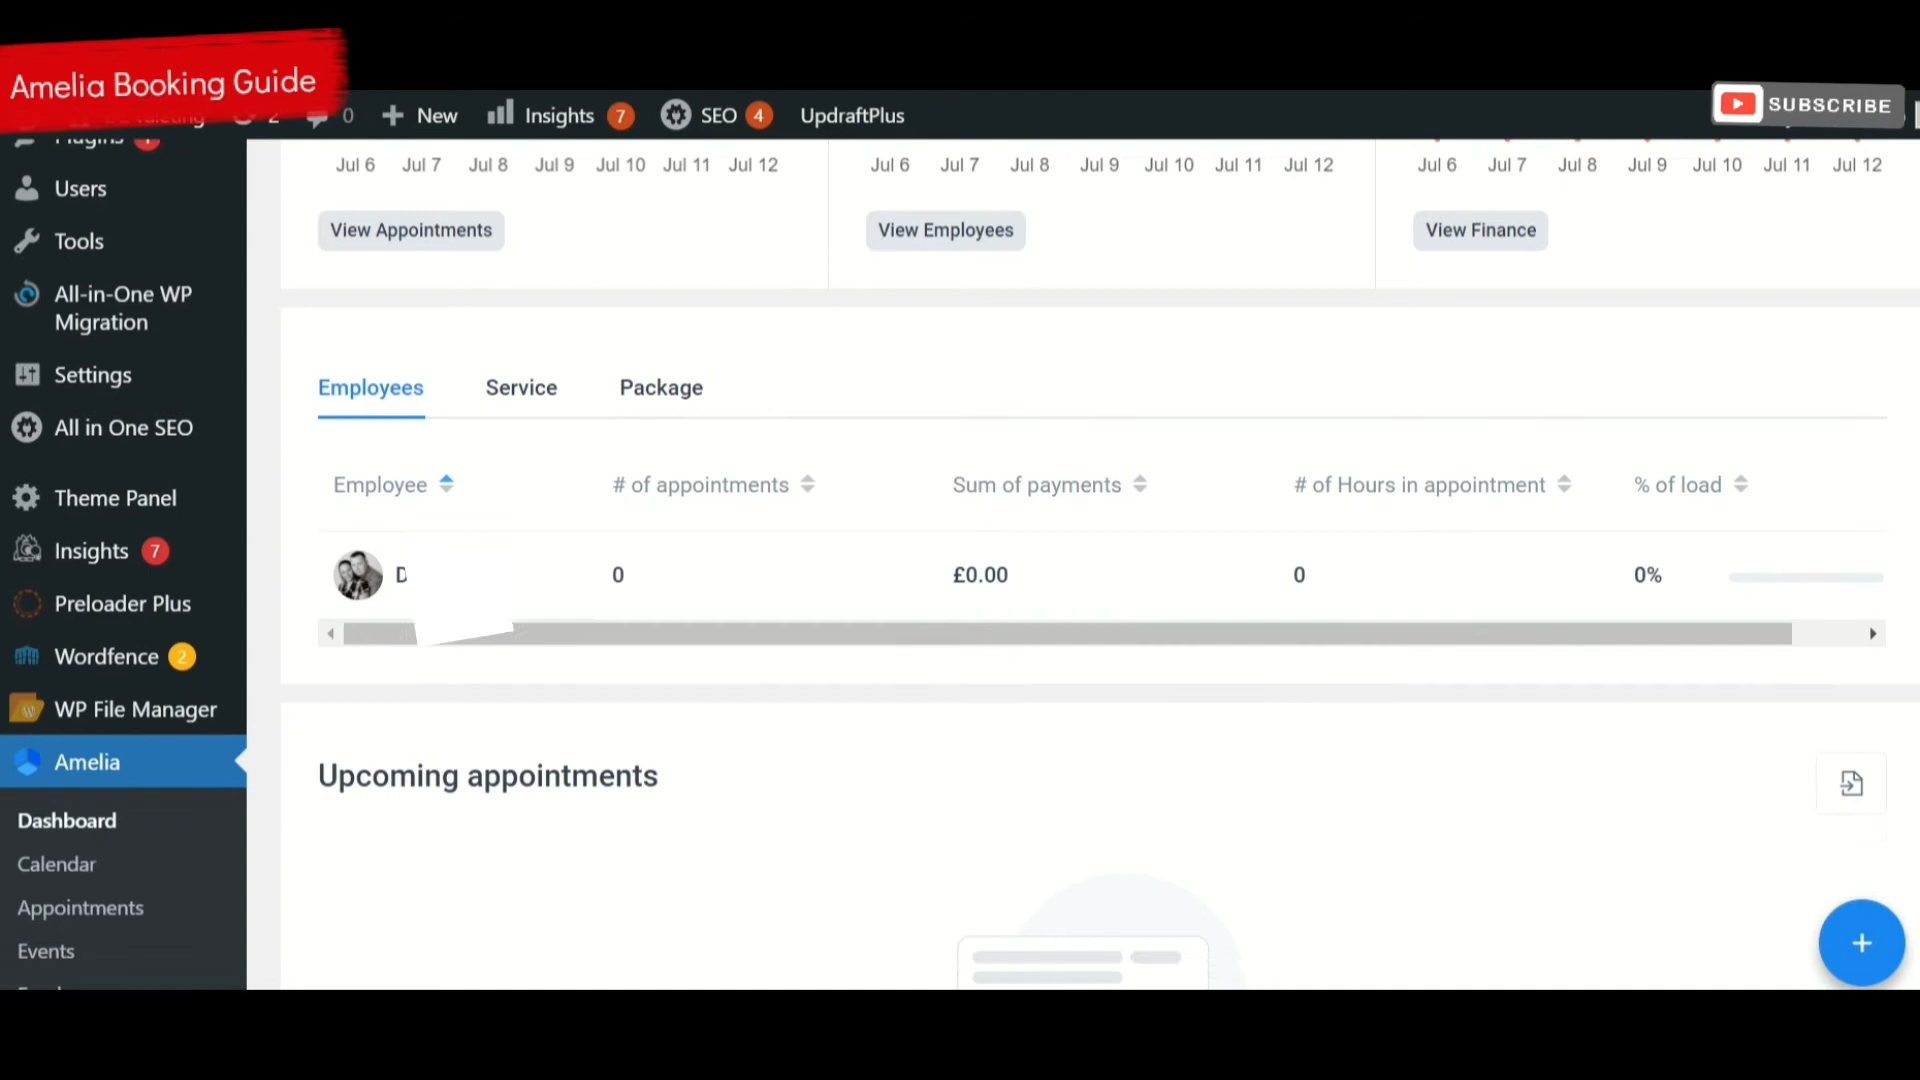 Amelia Booking Guide
SUBSCRIBE
2 0 New Insights 7 SEO 4 UpdraftPlus
Plugins
Users
Tools
All-in-One WP
Migration
Settings
All in One SEO
Theme Panel
Insights 7
Preloader Plus
Wordfence 2
WP File Manager
Amelia
Dashboard
Calendar
Appointments
Events
Jul 6 Jul 7 Jul 8 Jul 9 Jul 10 Jul 11 Jul 12
View Appointments
Jul 6 Jul 7 Jul 8 Jul 9 Jul 10 Jul 11 Jul 12
View Employees
Jul 6 Jul 7 Jul 8 Jul 9 Jul 10 Jul 11 Jul 12
View Finance
Employees Service Package
Employee # of appointments Sum of payments # of Hours in appointment % of load
D 0 £0.00 0 0%
Upcoming appointments